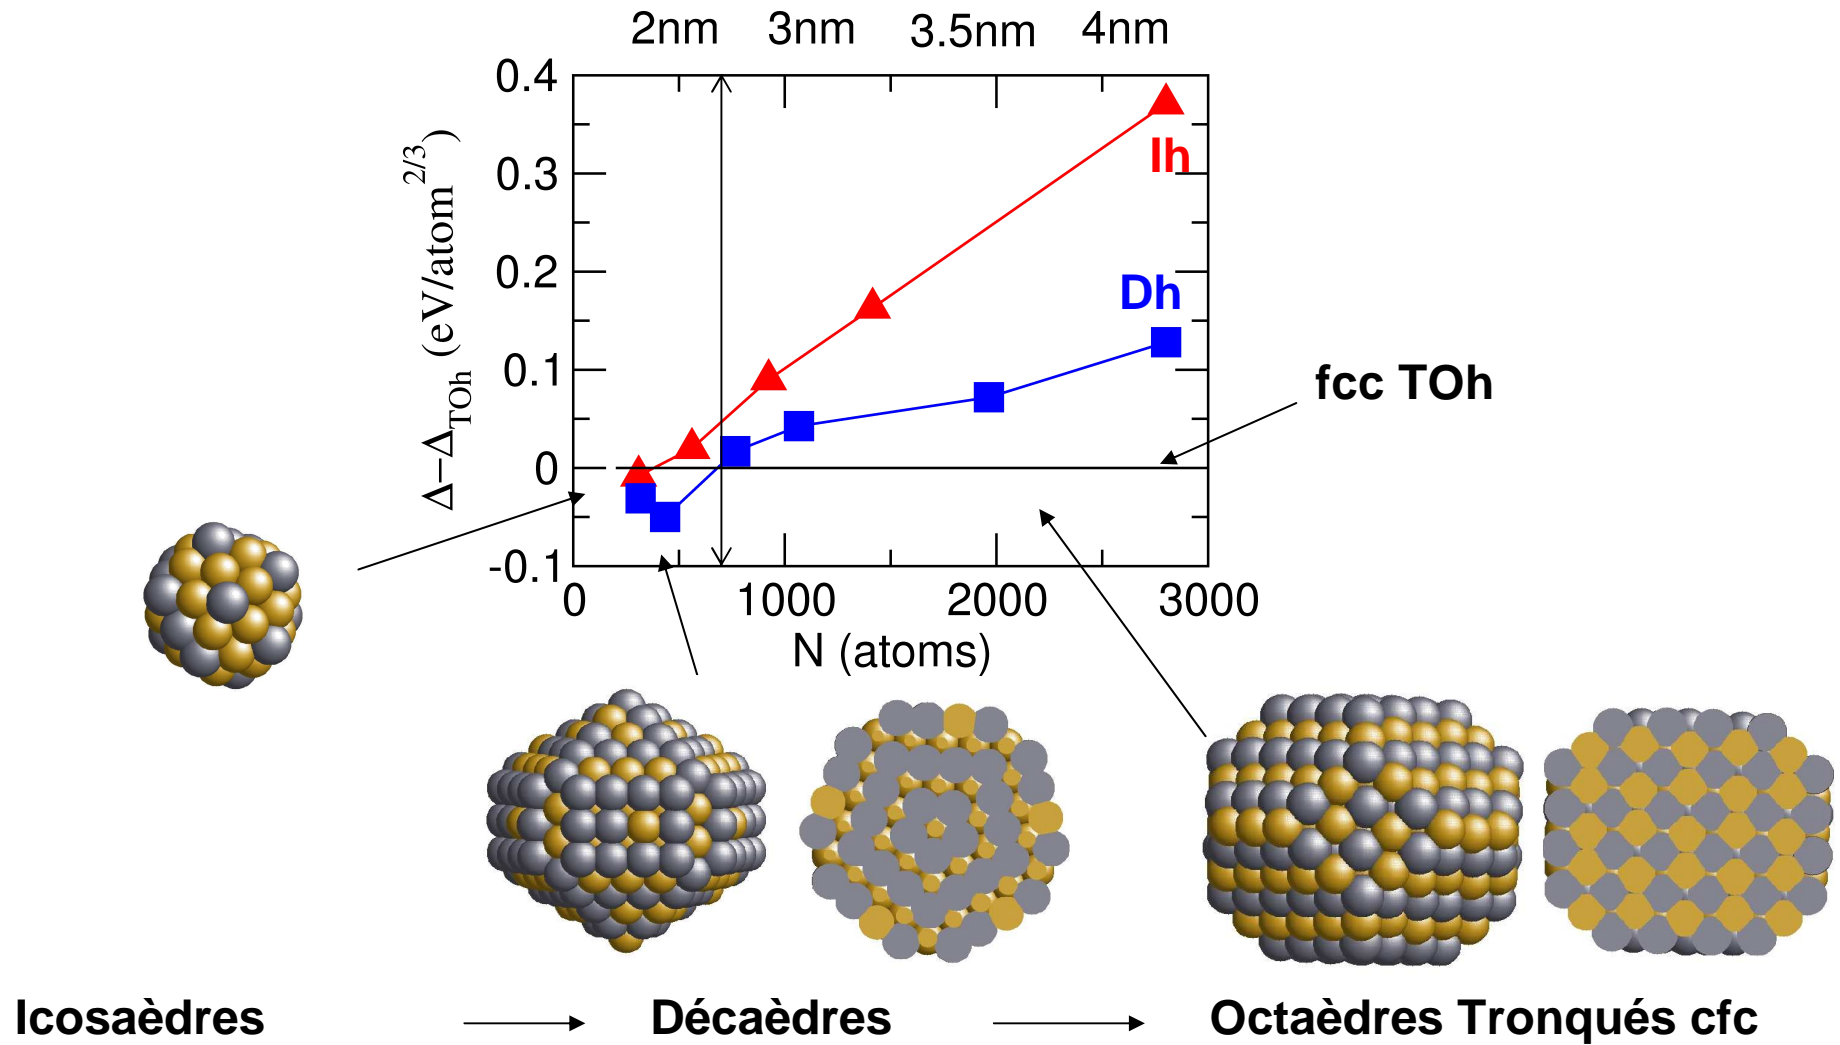 2nm 3nm 3.5nm 4nm
0.4
0.3
0.2
0.1
0
-0.1
Δ−Δ_TOh (eV/atom^2/3)
Ih
Dh
fcc TOh
0 1000 2000 3000
N (atoms)
Icosaèdres Décaèdres Octaèdres Tronqués cfc